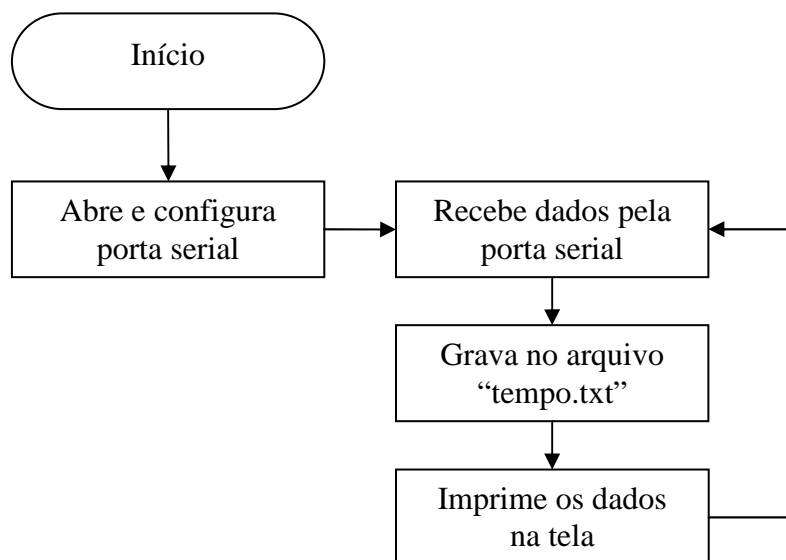 Início
Abre e configura
porta serial
Recebe dados pela
porta serial
Grava no arquivo
“tempo.txt”
Imprime os dados
na tela